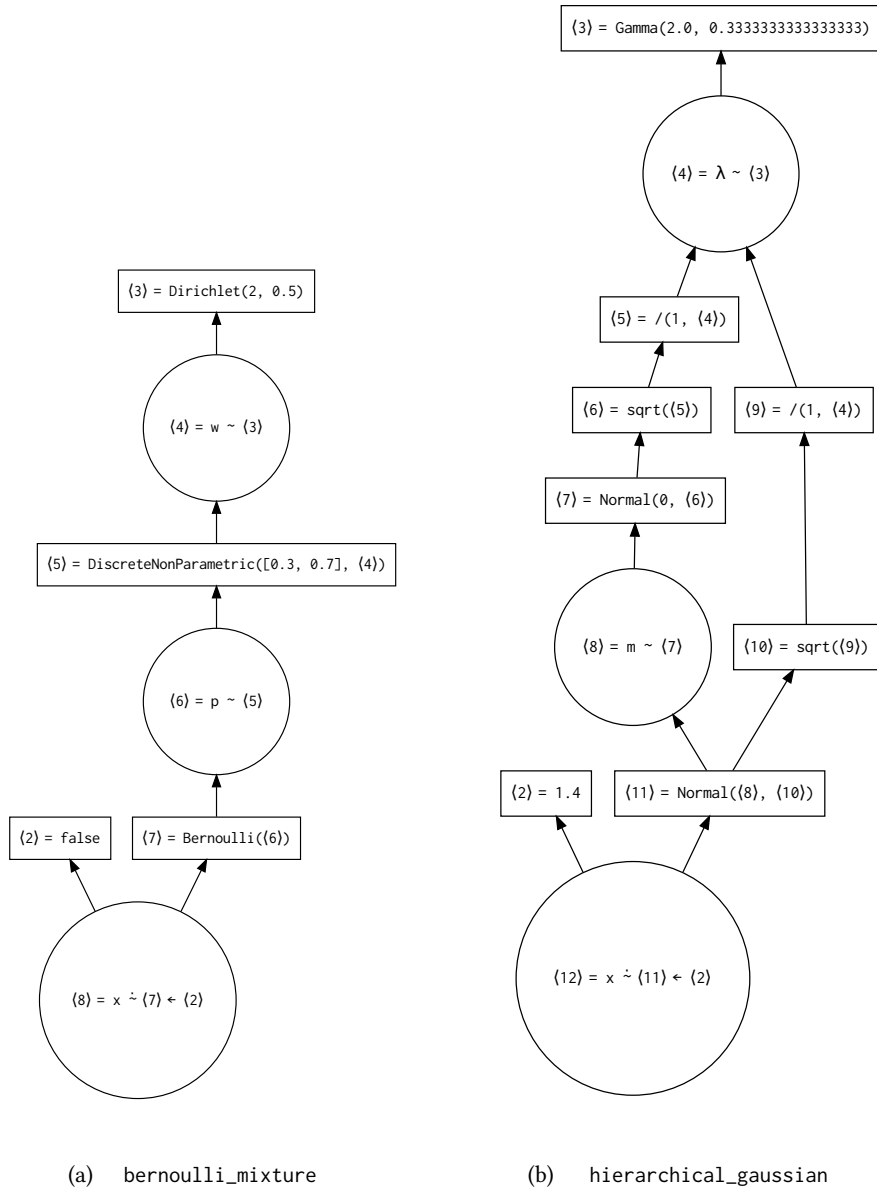 ⟨3⟩ = Dirichlet(2, 0.5)
⟨4⟩ = w ~ ⟨3⟩
⟨5⟩ = DiscreteNonParametric([0.3, 0.7], ⟨4⟩)
⟨6⟩ = p ~ ⟨5⟩
⟨2⟩ = false
⟨7⟩ = Bernoulli(⟨6⟩)
⟨8⟩ = x ∻ ⟨7⟩ ← ⟨2⟩
(a) bernoulli_mixture
⟨3⟩ = Gamma(2.0, 0.3333333333333333)
⟨4⟩ = λ ~ ⟨3⟩
⟨5⟩ = /(1, ⟨4⟩)
⟨6⟩ = sqrt(⟨5⟩)
⟨9⟩ = /(1, ⟨4⟩)
⟨7⟩ = Normal(0, ⟨6⟩)
⟨8⟩ = m ~ ⟨7⟩
⟨10⟩ = sqrt(⟨9⟩)
⟨2⟩ = 1.4
⟨11⟩ = Normal(⟨8⟩, ⟨10⟩)
⟨12⟩ = x ⩪ ⟨11⟩ ← ⟨2⟩
(b) hierarchical_gaussian